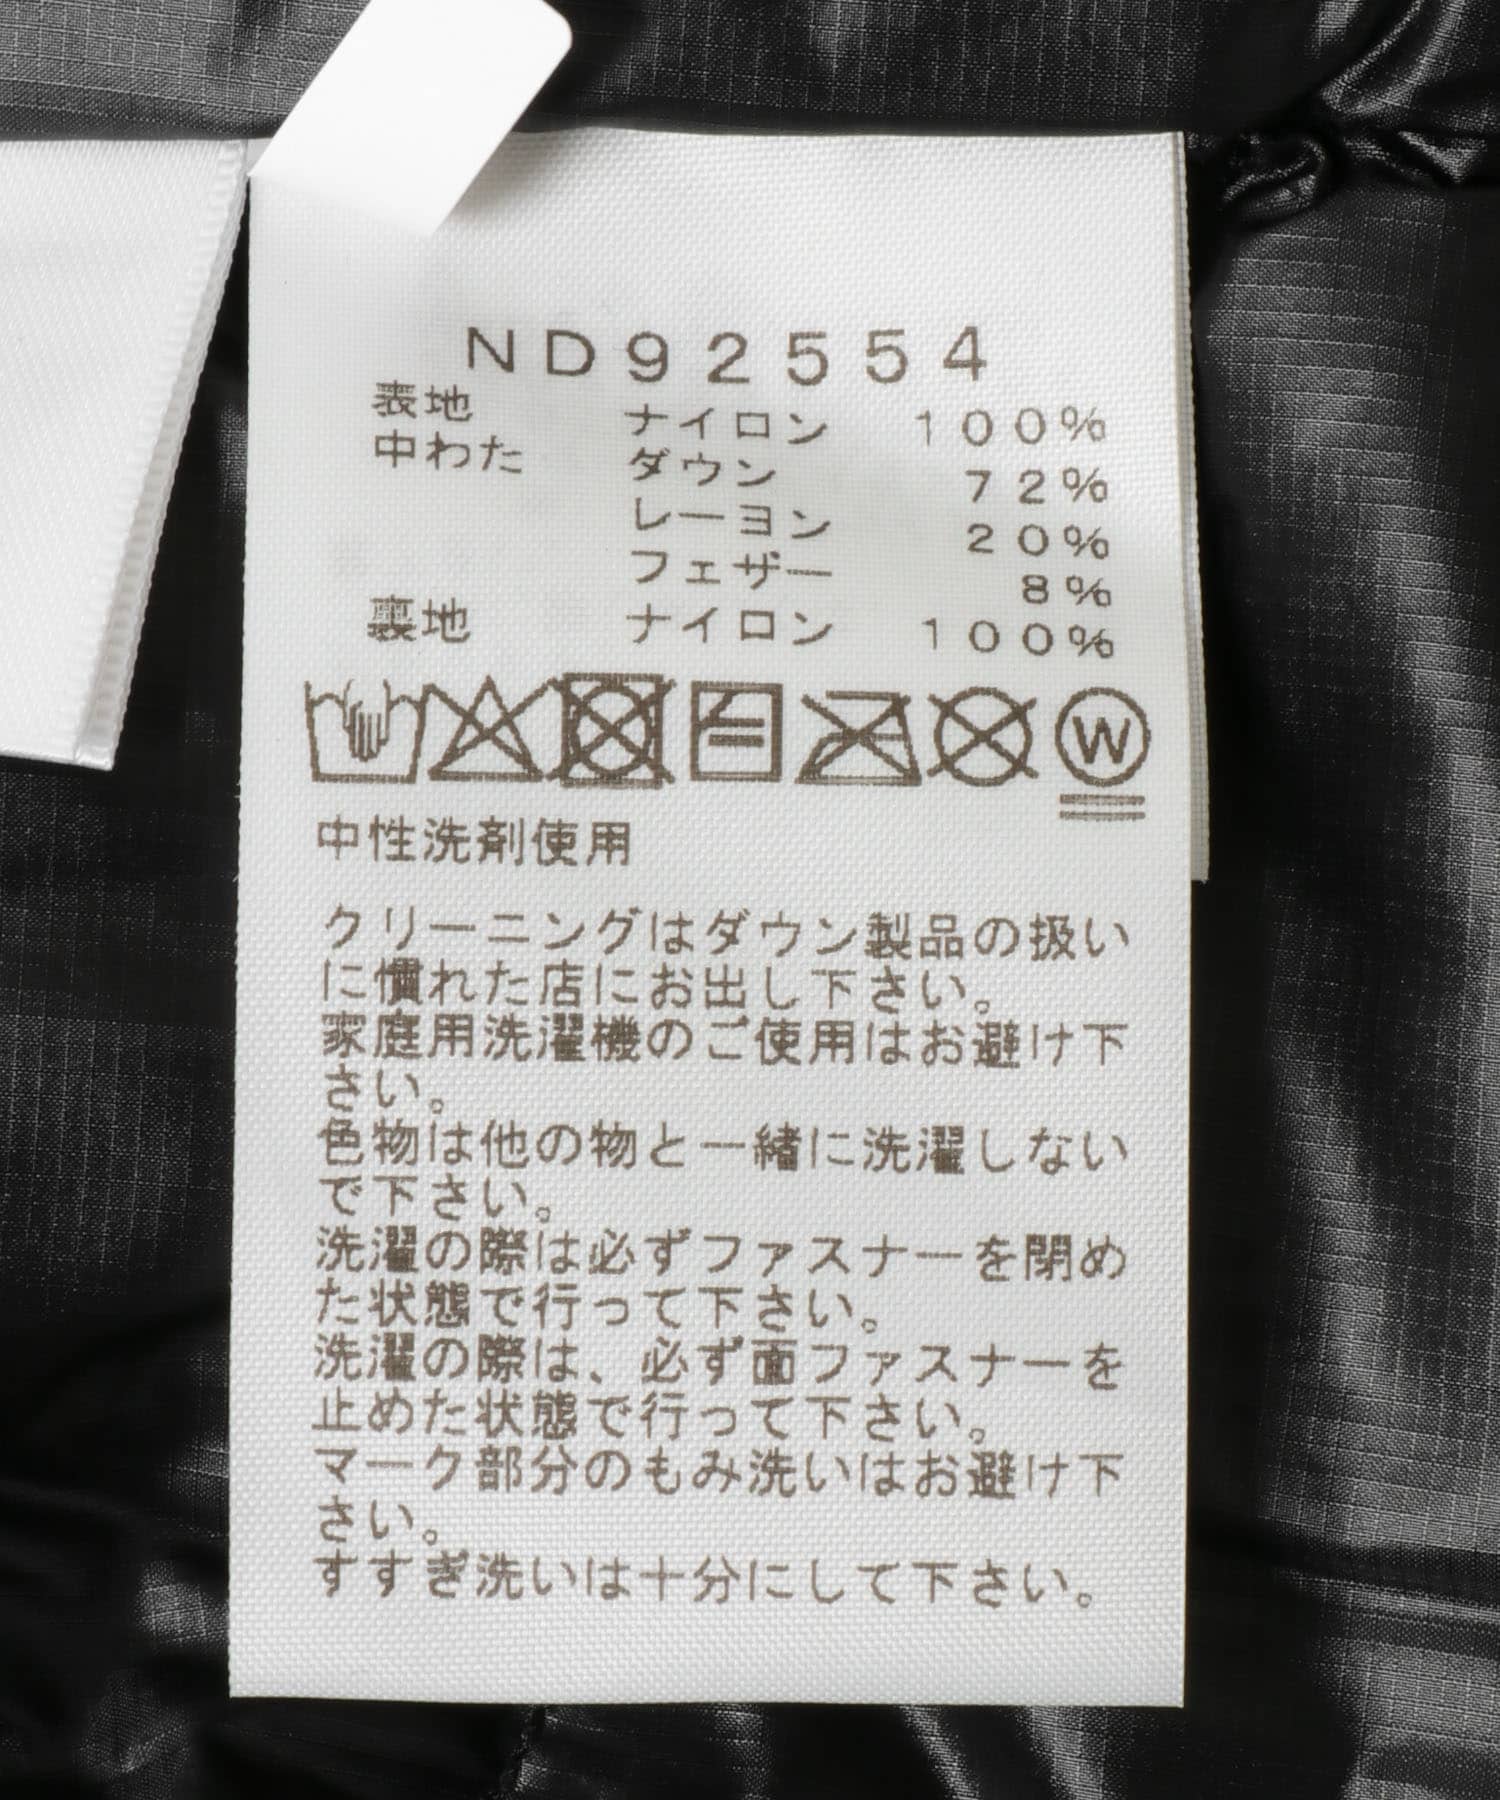 ND92554
表地 ナイロン 100%
中わた ダウン 72%
レーヨン 20%
フェザー 8%
裏地 ナイロン 100%
W
中性洗剤使用
クリーニングはダウン製品の扱い
に慣れた店にお出し下さい。
家庭用洗濯機のご使用はお避け下
さい。
色物は他の物と一緒に洗濯しない
で下さい。
洗濯の際は必ずファスナーを閉め
た状態で行って下さい。
洗濯の際は、必ず面ファスナーを
止めた状態で行って下さい。
マーク部分のもみ洗いはお避け下
さい。
すすぎ洗いは十分にして下さい。